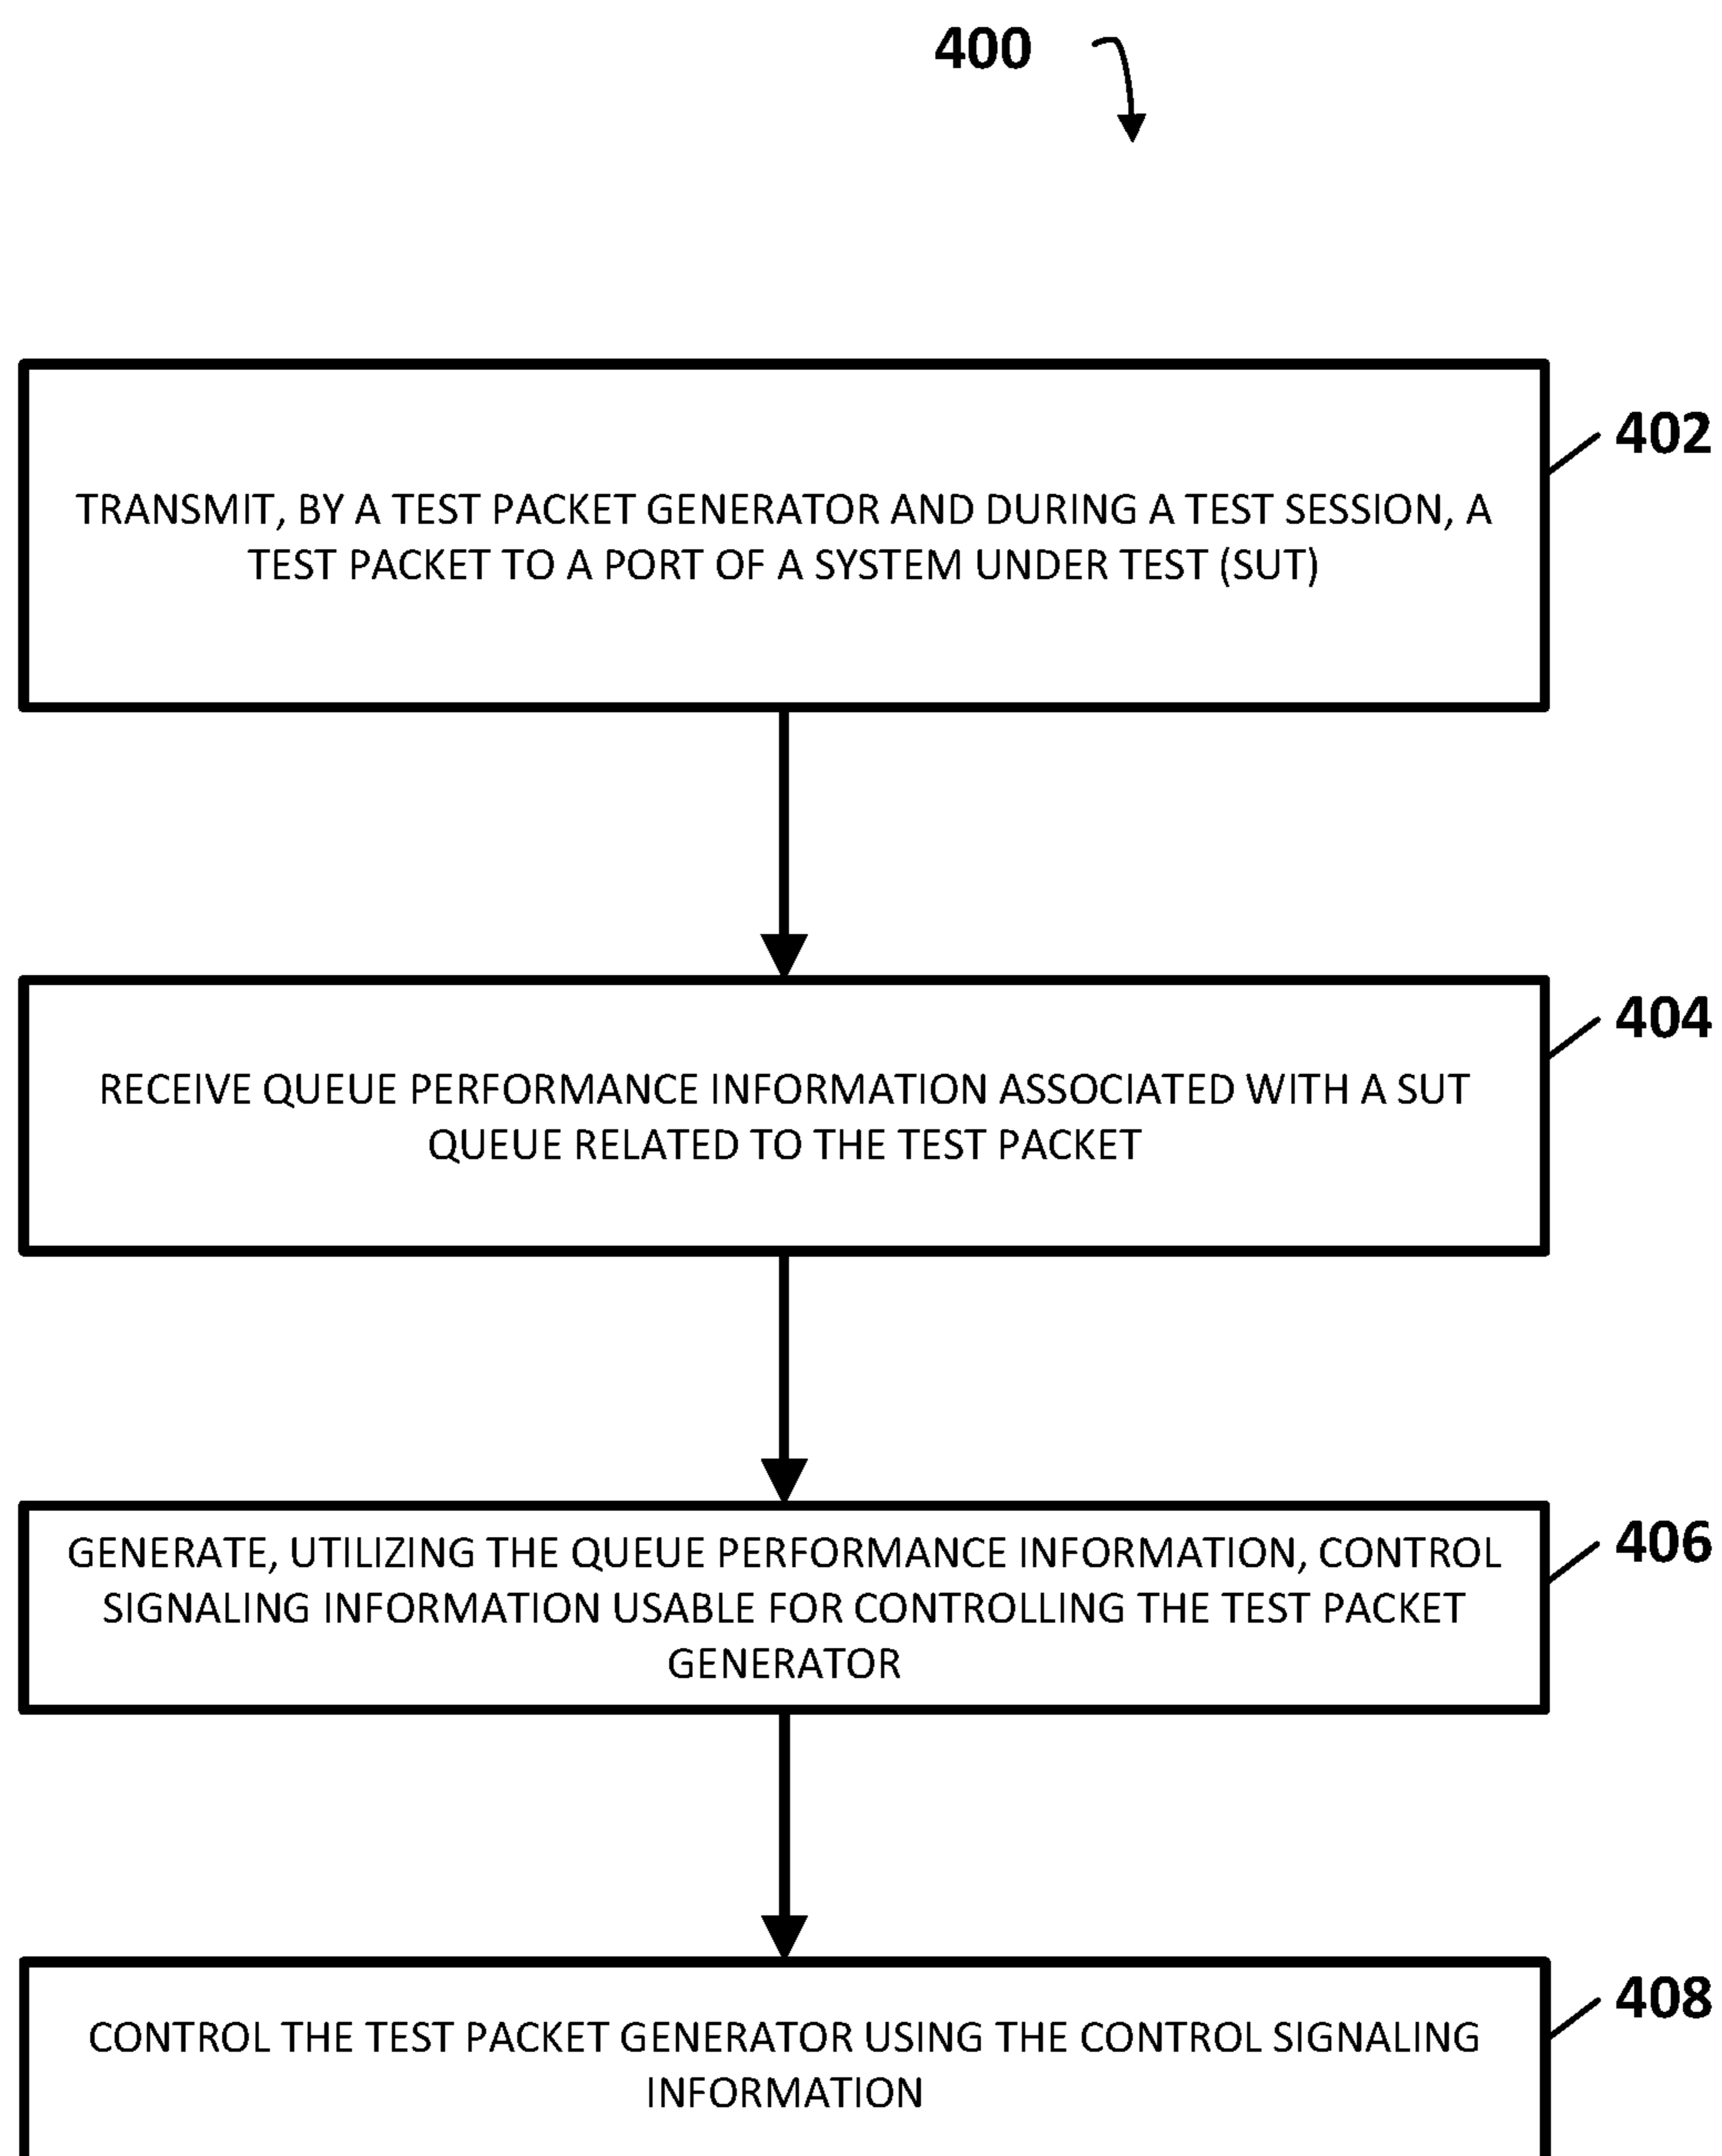 400
402
TRANSMIT, BY A TEST PACKET GENERATOR AND DURING A TEST SESSION, A
TEST PACKET TO A PORT OF A SYSTEM UNDER TEST (SUT)
404
RECEIVE QUEUE PERFORMANCE INFORMATION ASSOCIATED WITH A SUT
QUEUE RELATED TO THE TEST PACKET
406
GENERATE, UTILIZING THE QUEUE PERFORMANCE INFORMATION, CONTROL
SIGNALING INFORMATION USABLE FOR CONTROLLING THE TEST PACKET
GENERATOR
408
CONTROL THE TEST PACKET GENERATOR USING THE CONTROL SIGNALING
INFORMATION